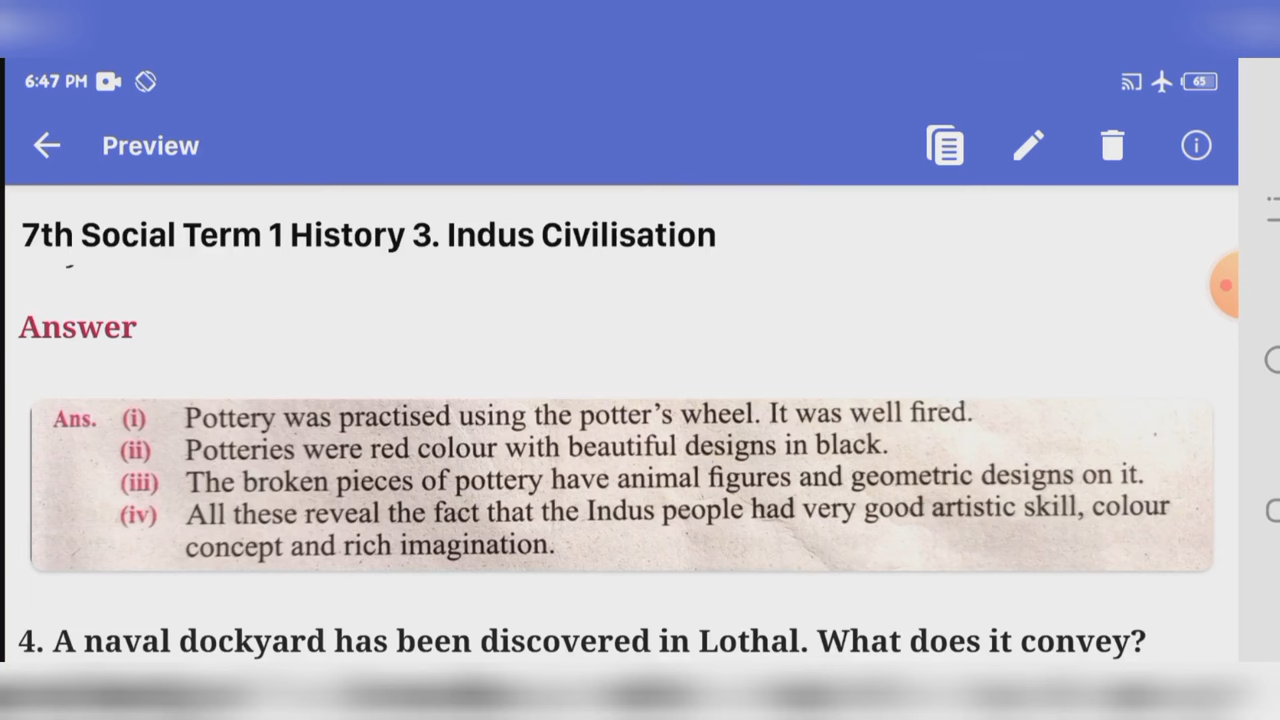 6:47 PM
65
Preview
7th Social Term 1 History 3. Indus Civilisation
Answer
Ans. (i) Pottery was practised using the potter's wheel. It was well fired.
(ii) Potteries were red colour with beautiful designs in black.
(iii) The broken pieces of pottery have animal figures and geometric designs on it.
(iv) All these reveal the fact that the Indus people had very good artistic skill, colour
concept and rich imagination.
4. A naval dockyard has been discovered in Lothal. What does it convey?